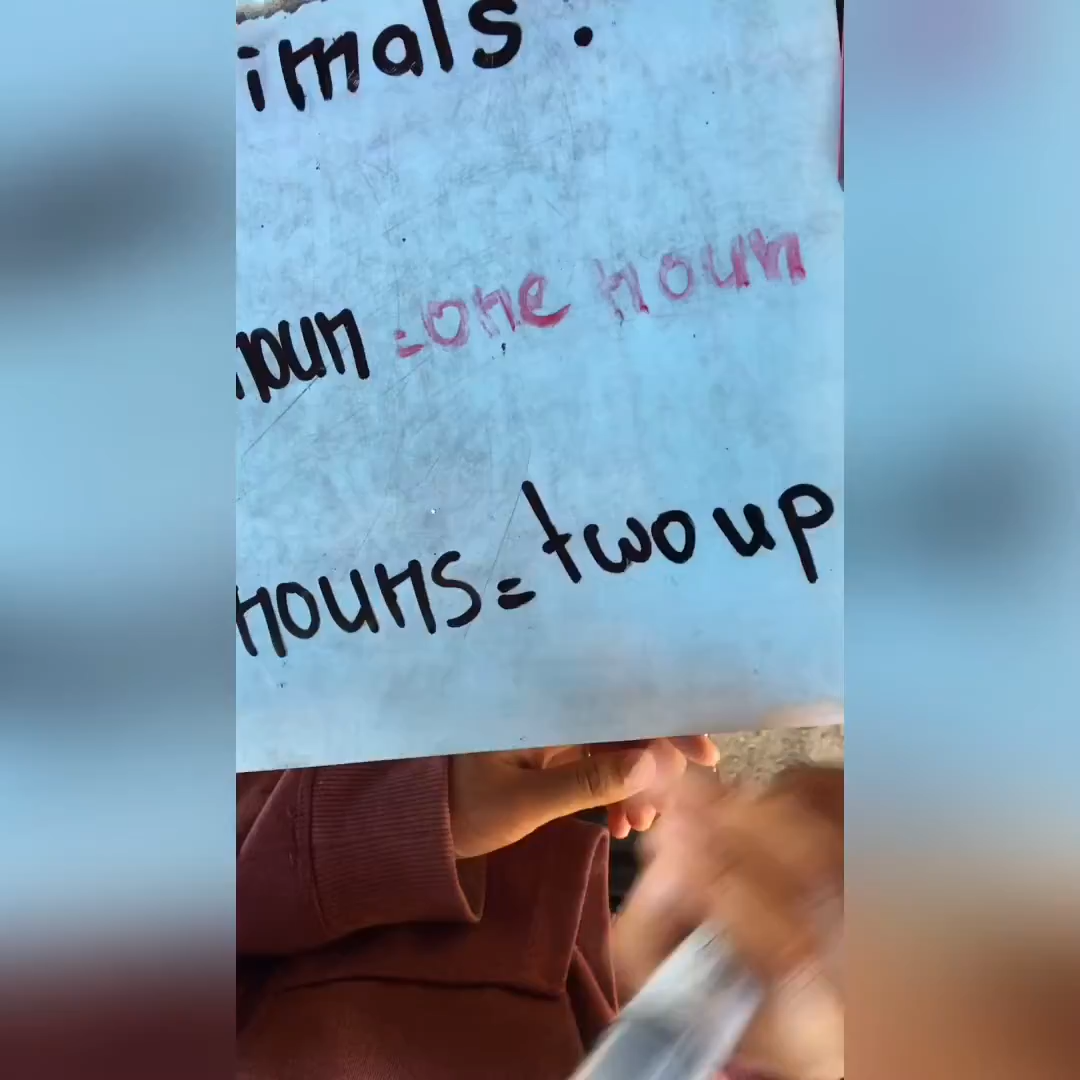 imals.
noun = one noun
nouns = two up